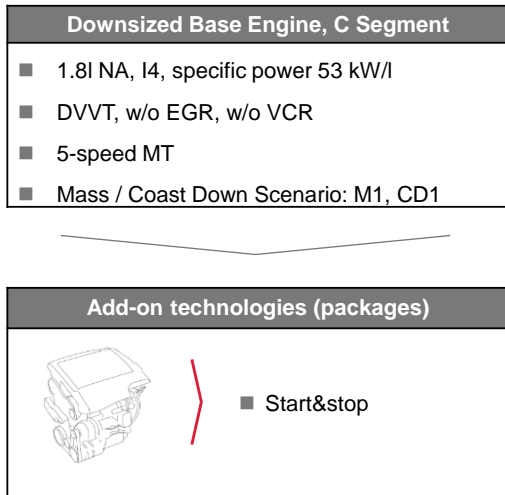 Downsized Base Engine, C Segment
1.8l NA, I4, specific power 53 kW/l
DVVT, w/o EGR, w/o VCR
5-speed MT
Mass / Coast Down Scenario: M1, CD1
Add-on technologies (packages)
Start&stop